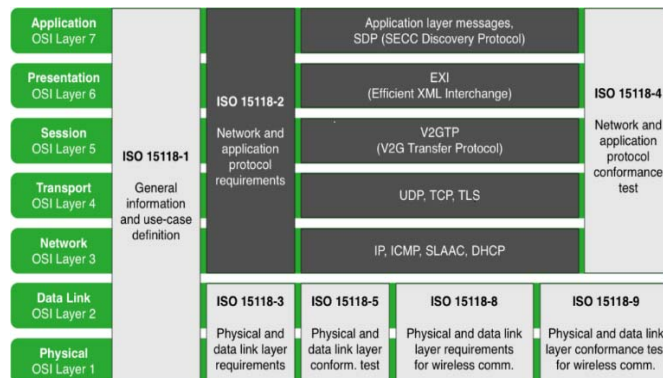 Application
OSI Layer 7
Presentation
OSI Layer 6
Session
OSI Layer 5
Transport
OSI Layer 4
Network
OSI Layer 3
Data Link
OSI Layer 2
Physical
OSI Layer 1
ISO 15118-1
General
information
and use-case
definition
ISO 15118-2
Network and
application
protocol
requirements
Application layer messages,
SDP (SECC Discovery Protocol)
EXI
(Efficient XML Interchange)
V2GTP
(V2G Transfer Protocol)
UDP, TCP, TLS
IP, ICMP, SLAAC, DHCP
ISO 15118-4
Network and
application
protocol
conformance
test
ISO 15118-3
Physical and
data link layer
requirements
ISO 15118-5
Physical and
data link layer
conform. test
ISO 15118-8
Physical and data link
layer requirements
for wireless comm.
ISO 15118-9
Physical and data link
layer conformance test
for wireless comm.